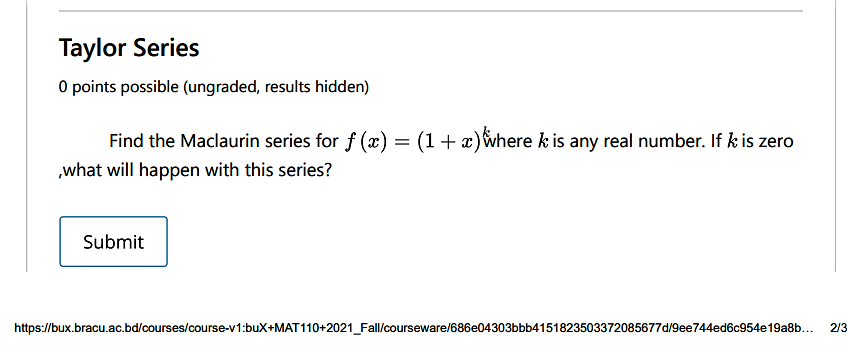 Taylor Series
0 points possible (ungraded, results hidden)
Find the Maclaurin series for f (x) = (1 + x)^k where k is any real number. If k is zero
,what will happen with this series?
Submit
https://bux.bracu.ac.bd/courses/course-v1:buX+MAT110+2021_Fall/courseware/686e04303bbb4151823503372085677d/9ee744ed6c954e19a8b... 2/3